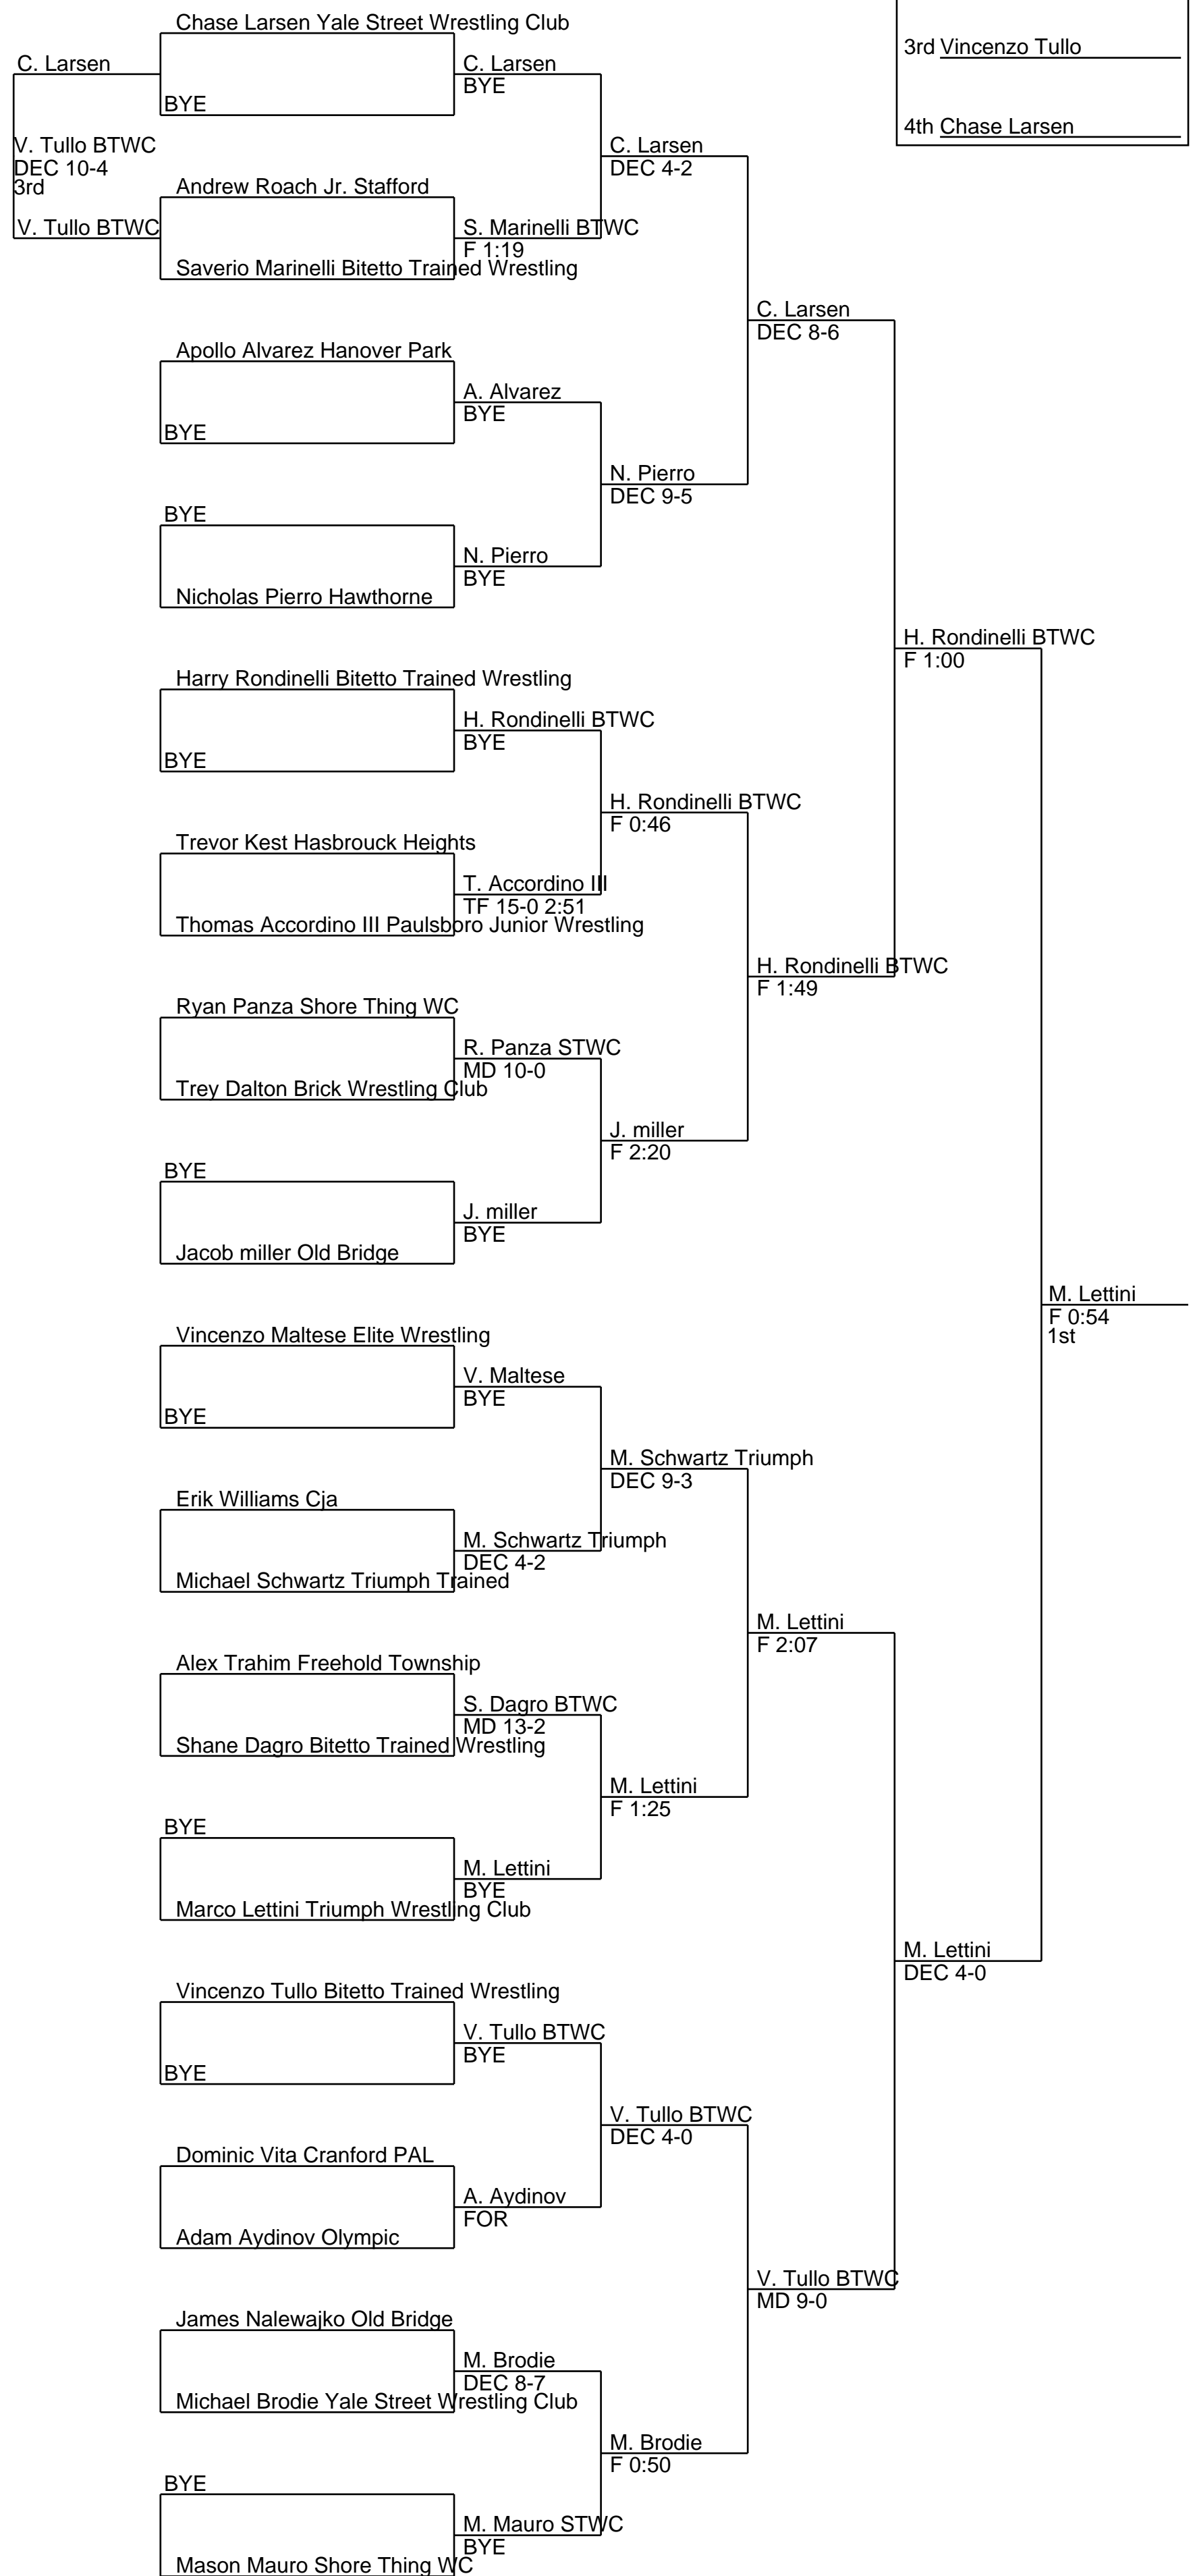 Chase Larsen Yale Street Wrestling Club
3rd Vincenzo Tullo
C. Larsen
C. Larsen
BYE
BYE
4th Chase Larsen
V. Tullo BTWC
DEC 10-4
3rd
C. Larsen
DEC 4-2
Andrew Roach Jr. Stafford
V. Tullo BTWC
S. Marinelli BTWC
F 1:19
Saverio Marinelli Bitetto Trained Wrestling
C. Larsen
DEC 8-6
Apollo Alvarez Hanover Park
A. Alvarez
BYE
BYE
N. Pierro
DEC 9-5
BYE
N. Pierro
BYE
Nicholas Pierro Hawthorne
H. Rondinelli BTWC
F 1:00
Harry Rondinelli Bitetto Trained Wrestling
H. Rondinelli BTWC
BYE
BYE
H. Rondinelli BTWC
F 0:46
Trevor Kest Hasbrouck Heights
T. Accordino III
TF 15-0 2:51
Thomas Accordino III Paulsboro Junior Wrestling
H. Rondinelli BTWC
F 1:49
Ryan Panza Shore Thing WC
R. Panza STWC
MD 10-0
Trey Dalton Brick Wrestling Club
J. miller
F 2:20
BYE
J. miller
BYE
Jacob miller Old Bridge
M. Lettini
F 0:54
1st
Vincenzo Maltese Elite Wrestling
V. Maltese
BYE
BYE
M. Schwartz Triumph
DEC 9-3
Erik Williams Cja
M. Schwartz Triumph
DEC 4-2
Michael Schwartz Triumph Trained
M. Lettini
F 2:07
Alex Trahim Freehold Township
S. Dagro BTWC
MD 13-2
Shane Dagro Bitetto Trained Wrestling
M. Lettini
F 1:25
BYE
M. Lettini
BYE
Marco Lettini Triumph Wrestling Club
M. Lettini
DEC 4-0
Vincenzo Tullo Bitetto Trained Wrestling
V. Tullo BTWC
BYE
BYE
V. Tullo BTWC
DEC 4-0
Dominic Vita Cranford PAL
A. Aydinov
FOR
Adam Aydinov Olympic
V. Tullo BTWC
MD 9-0
James Nalewajko Old Bridge
M. Brodie
DEC 8-7
Michael Brodie Yale Street Wrestling Club
M. Brodie
F 0:50
BYE
M. Mauro STWC
BYE
Mason Mauro Shore Thing WC